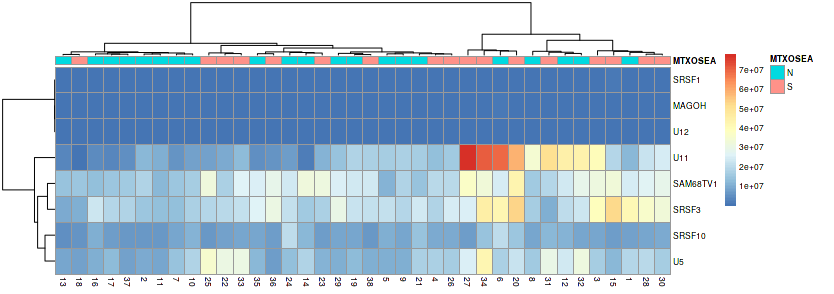 MTXOSEA
SRSF1
MAGOH
U12
U11
SAM68TV1
SRSF3
SRSF10
U5
13 18 16 17 37 2 11 7 10 25 22 33 35 36 24 14 23 29 19 38 5 9 21 4 26 27 34 6 20 8 31 12 32 3 15 1 28 30
7e+07
6e+07
5e+07
4e+07
3e+07
2e+07
1e+07
MTXOSEA
N
S